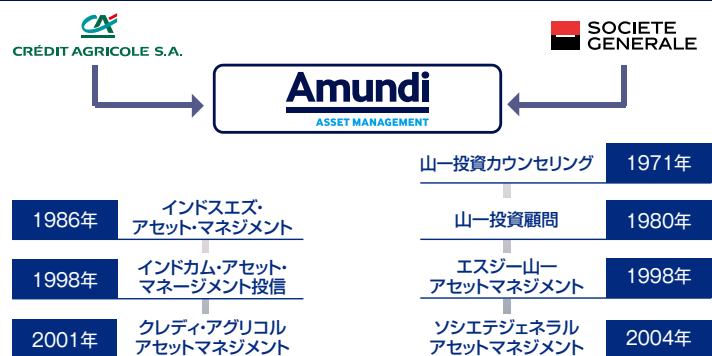 CRÉDIT AGRICOLE S.A.
SOCIETE
GENERALE
Amundi
ASSET MANAGEMENT
山一投資カウンセリング 1971年
1986年
インドスエズ・
アセット・マネジメント
山一投資顧問 1980年
1998年
インドカム・アセット・
マネージメント投信
エスジー山一
アセットマネジメント
1998年
2001年
クレディ・アグリコル
アセットマネジメント
ソシエテジェネラル
アセットマネジメント
2004年